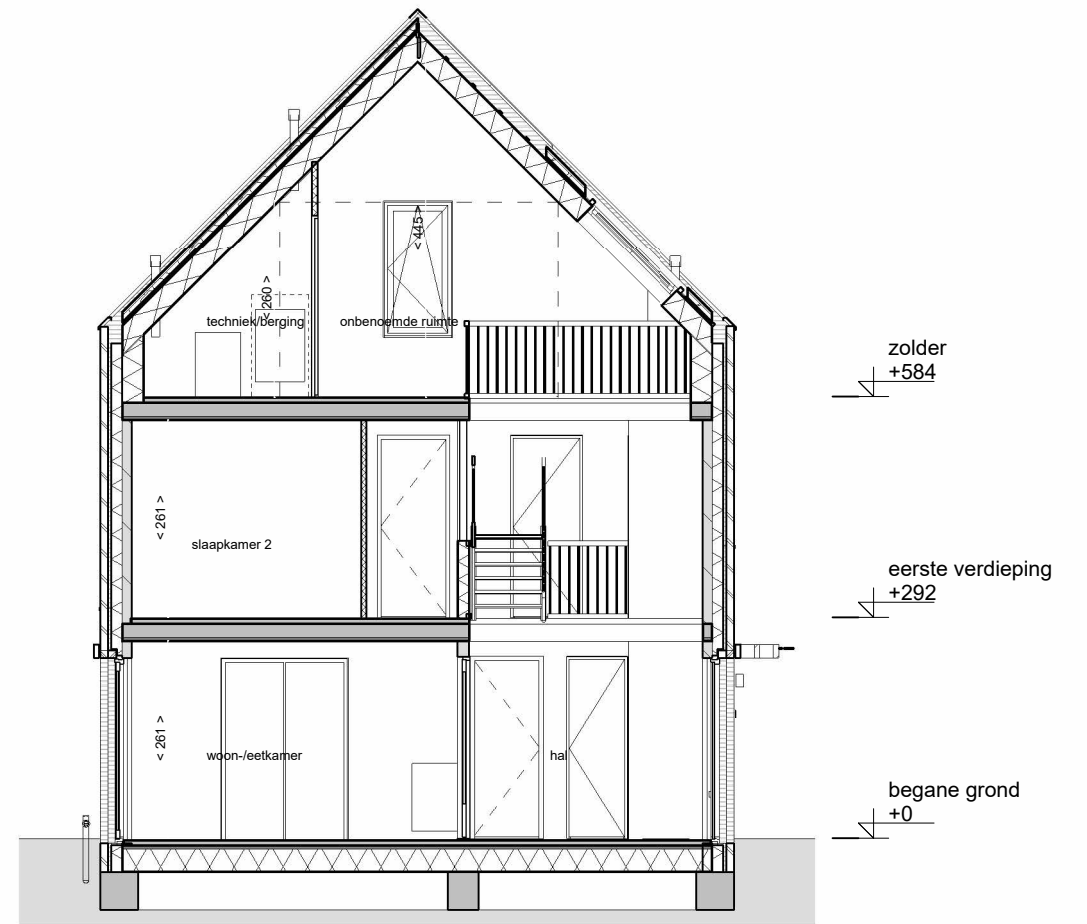 < 445 >
< 260 >
techniek/berging
onbenoemde ruimte
zolder
+584
< 261 >
slaapkamer 2
eerste verdieping
+292
< 261 >
woon-/eetkamer
hal
begane grond
+0